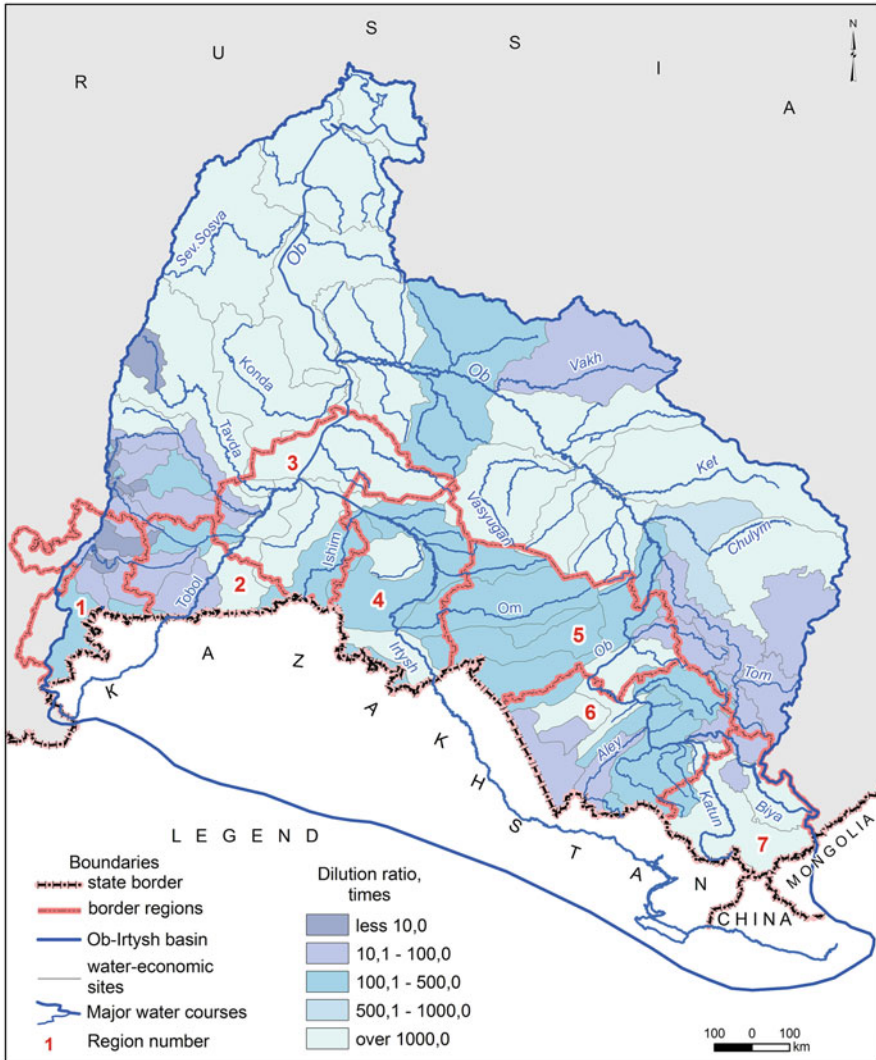 R U S S I A
N
Sev.Sosva
Ob
Konda
Tavda
Ob
Vakh
3
Ket
Vasyugan
Chulym
Ishim
1
Tobol
2
4
Om
5
Ob
Tom
Irtysh
6
Aley
Katun
Biya
7
K A Z A K H S T A N
MONGOLIA
CHINA
LEGEND
Boundaries
state border
border regions
Ob-Irtysh basin
water-economic
sites
Major water courses
1 Region number
Dilution ratio,
times
less 10,0
10,1 - 100,0
100,1 - 500,0
500,1 - 1000,0
over 1000,0
100 0 100
km